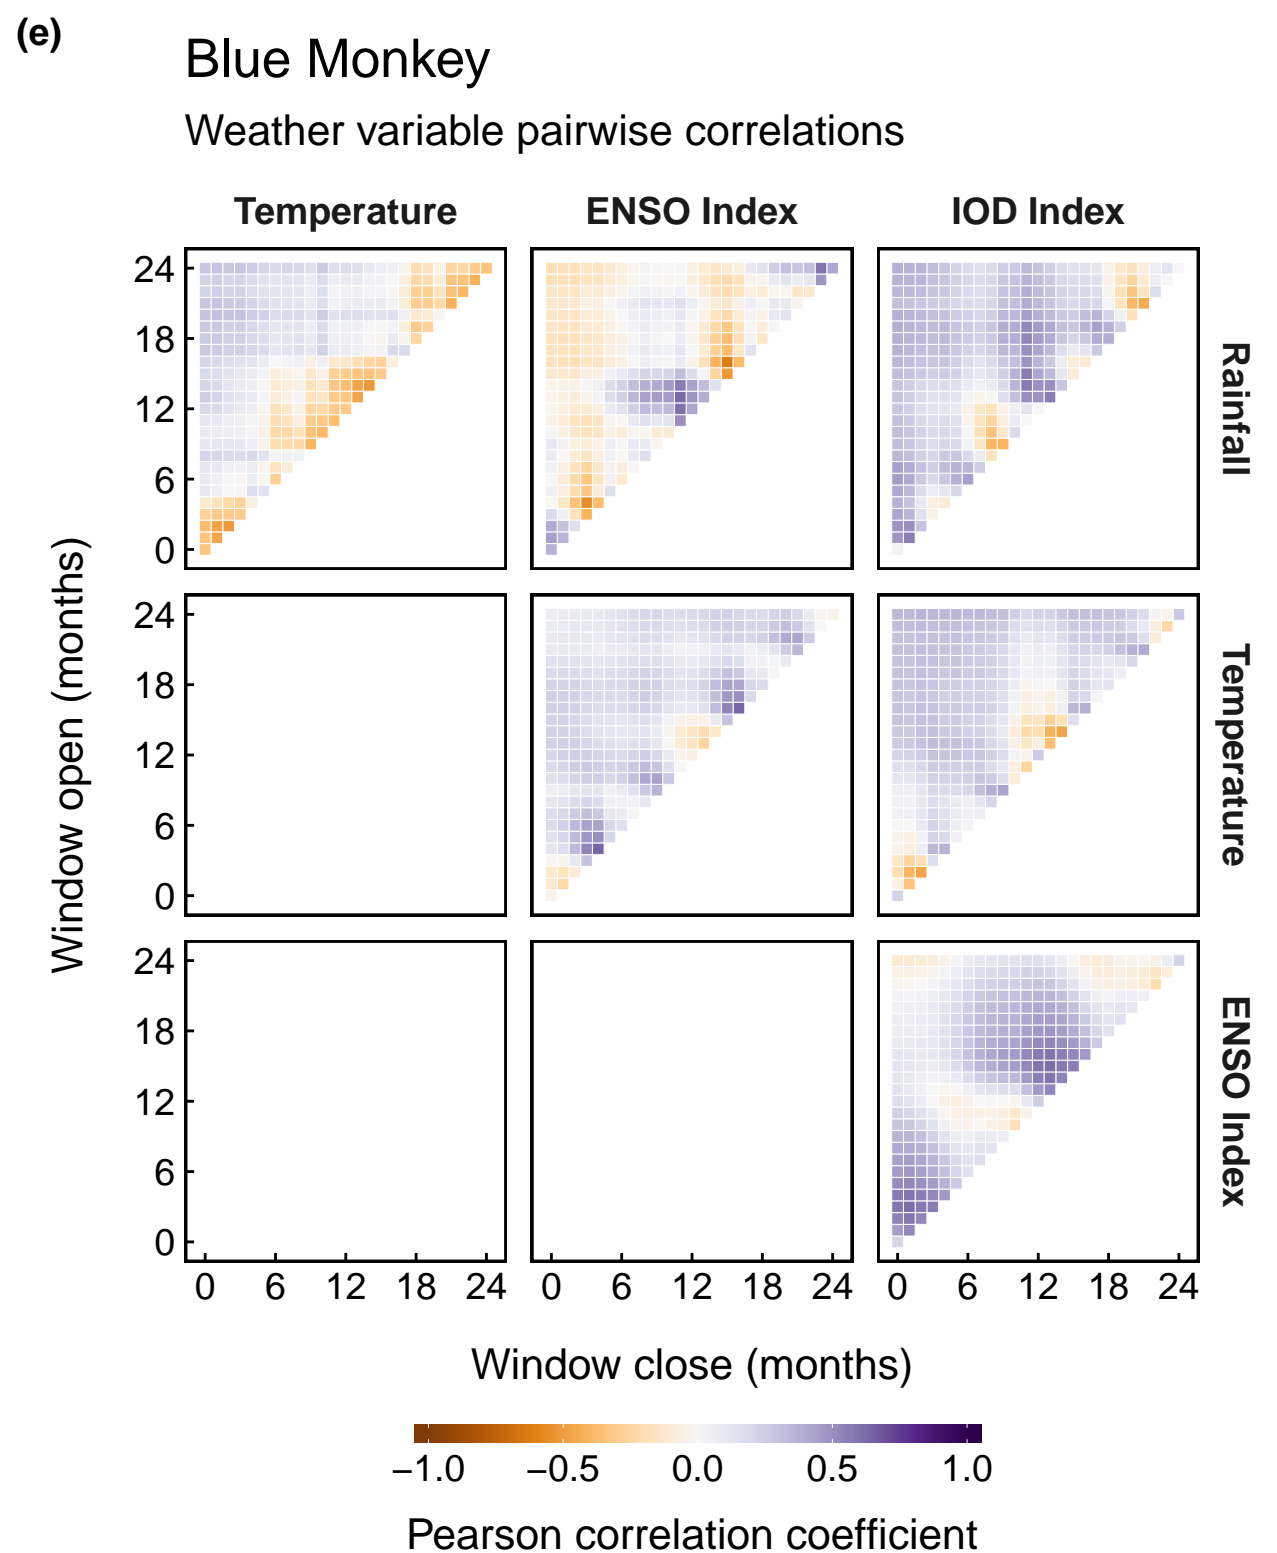 (e)
Blue Monkey
Weather variable pairwise correlations
Temperature
ENSO Index
IOD Index
24
18
12
6
0
Rainfall
24
18
12
6
0
Temperature
24
18
12
6
0
ENSO Index
Window open (months)
0 6 12 18 24
0 6 12 18 24
0 6 12 18 24
Window close (months)
−1.0 −0.5 0.0 0.5 1.0
Pearson correlation coefficient